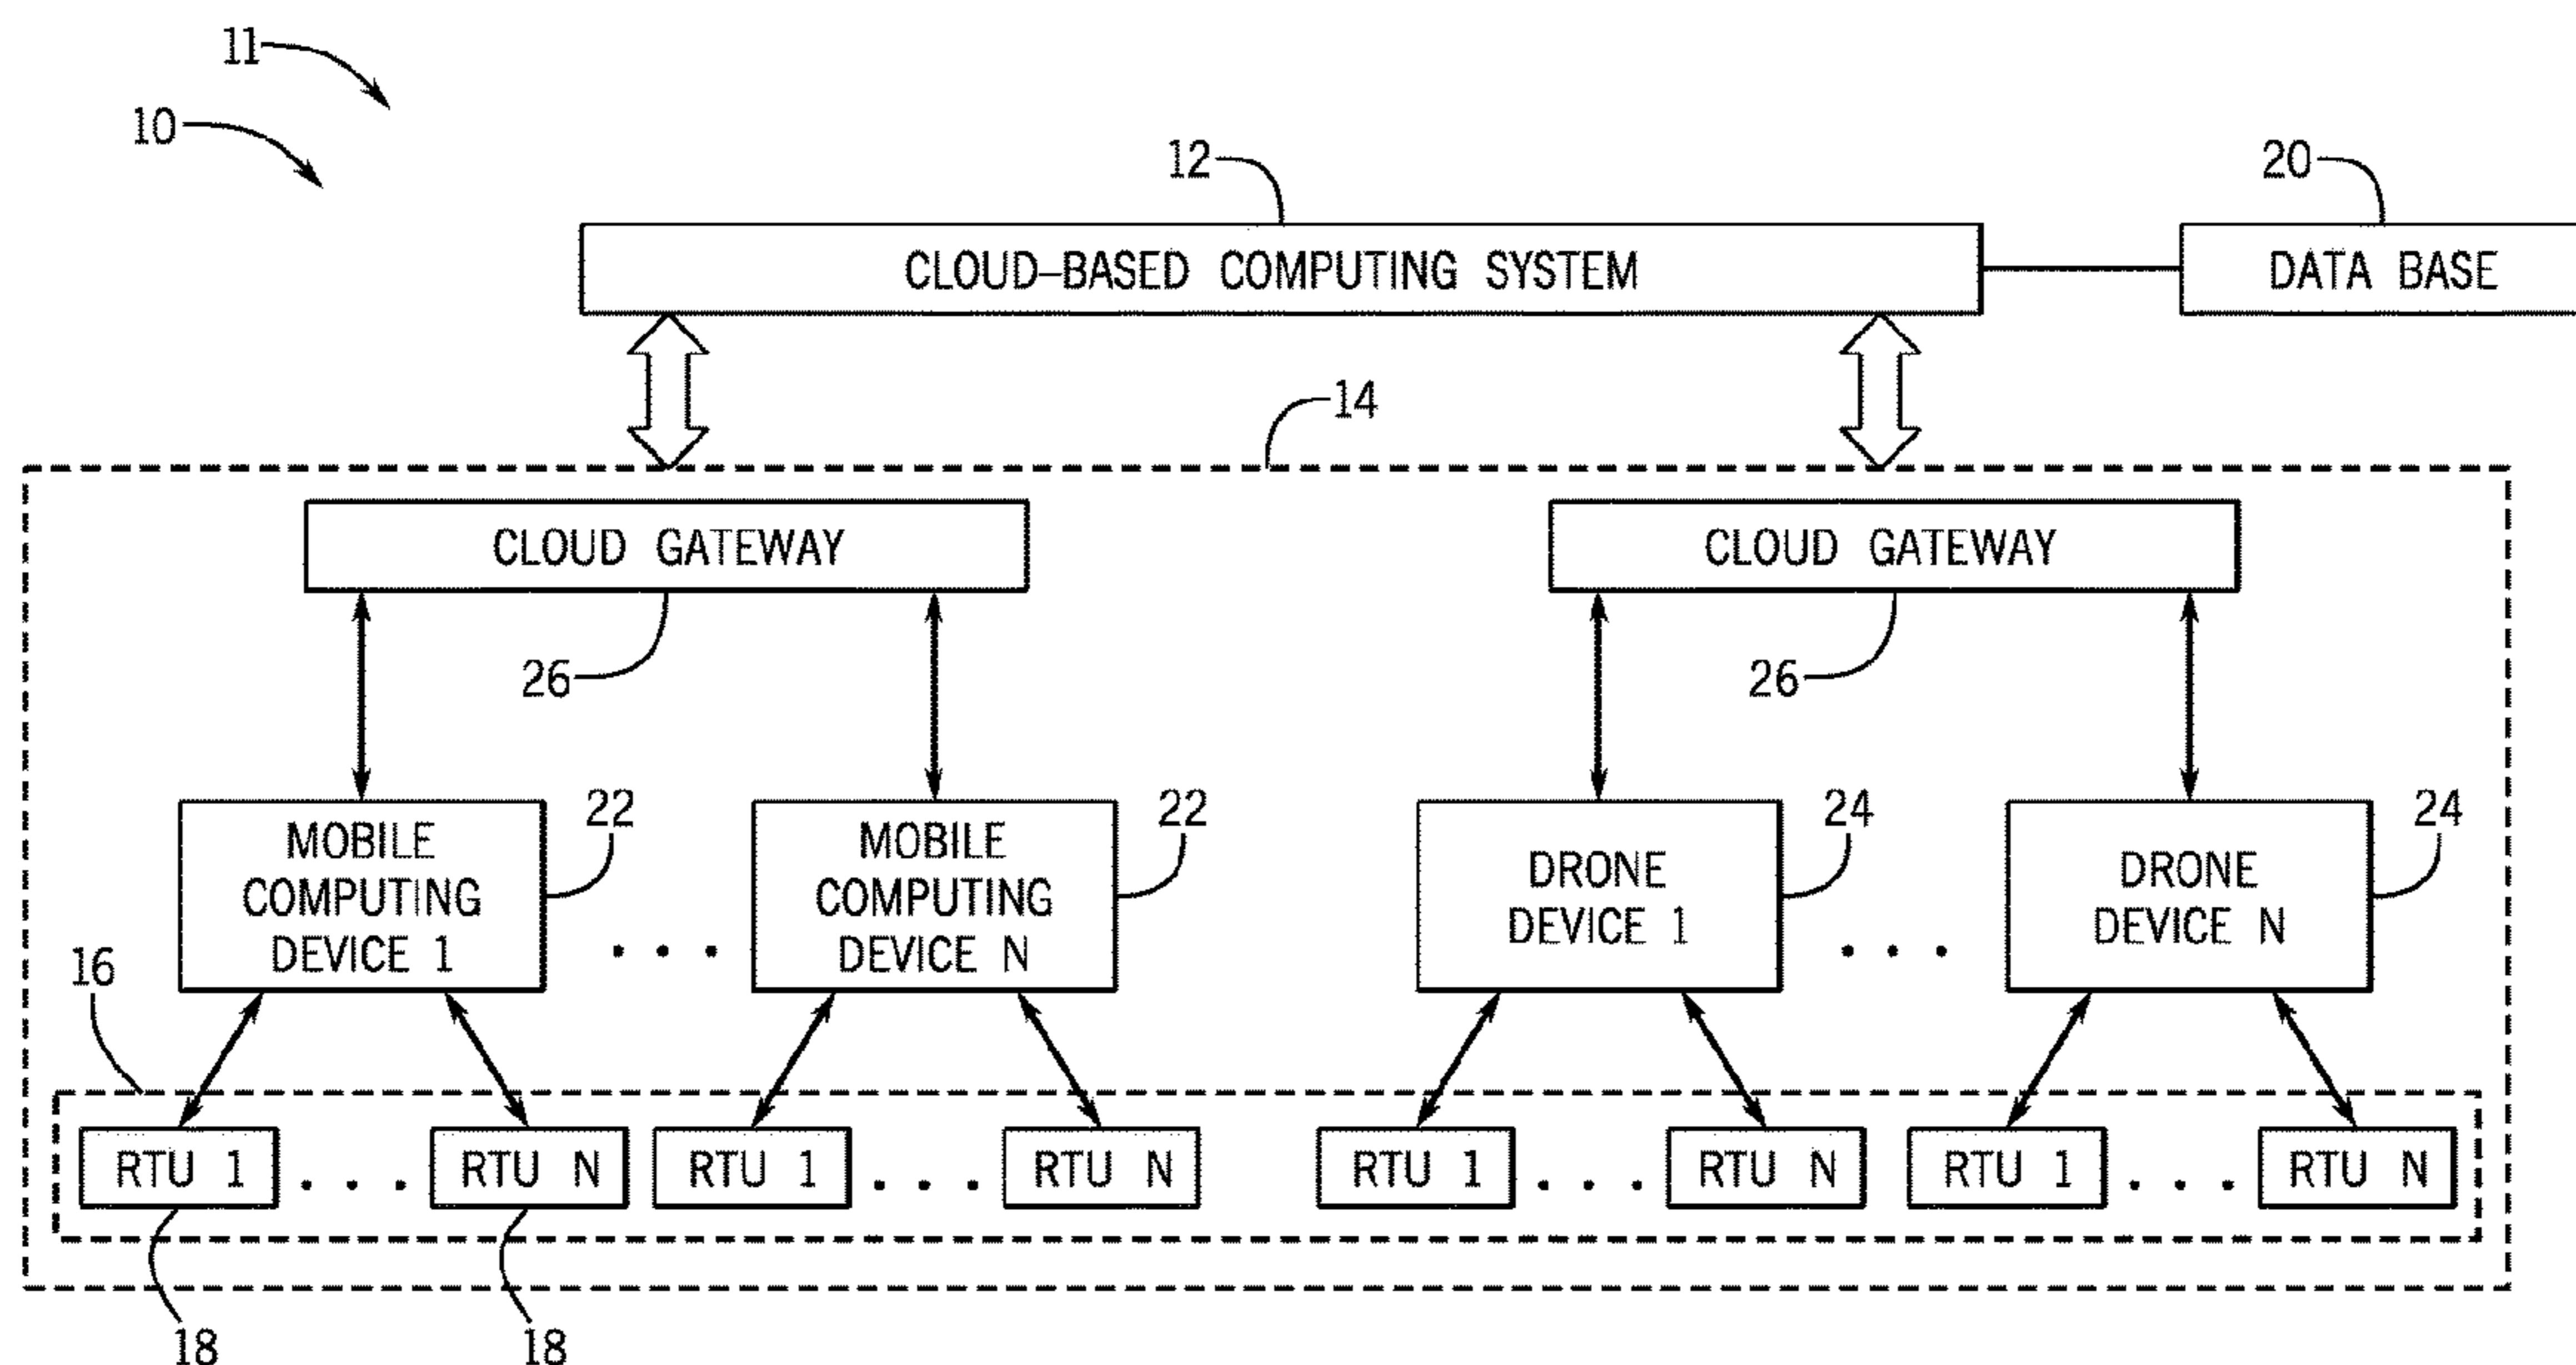 11
10
12
20
CLOUD-BASED COMPUTING SYSTEM
DATA BASE
14
CLOUD GATEWAY
CLOUD GATEWAY
26
26
MOBILE
COMPUTING
DEVICE 1
22
MOBILE
COMPUTING
DEVICE N
22
DRONE
DEVICE 1
24
DRONE
DEVICE N
24
. . .
. . .
16
RTU 1
. . .
RTU N
RTU 1
. . .
RTU N
RTU 1
. . .
RTU N
RTU 1
. . .
RTU N
18
18